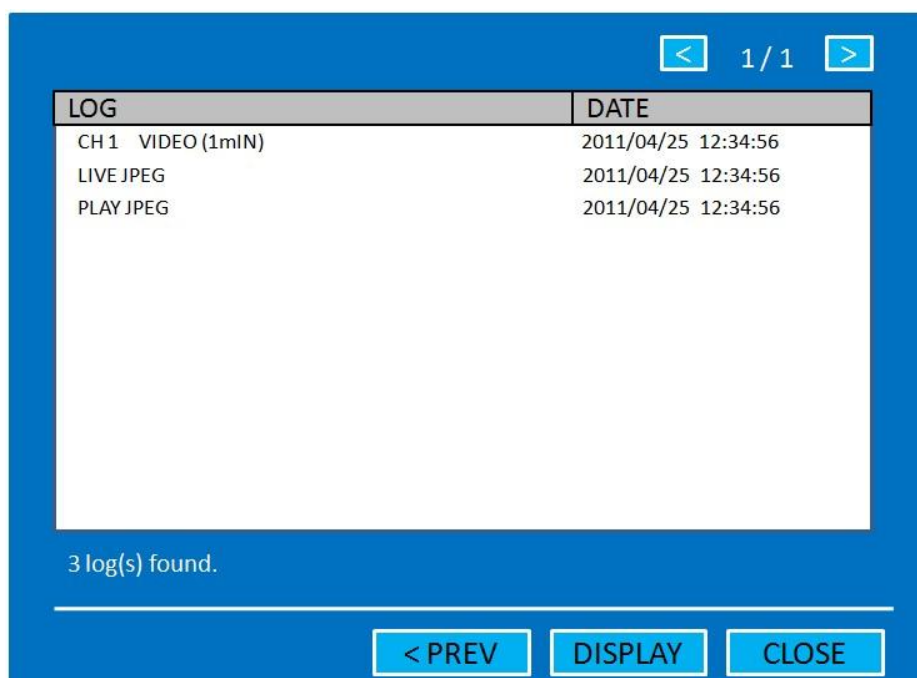 < 1 / 1 >
LOG DATE
CH 1 VIDEO (1mIN) 2011/04/25 12:34:56
LIVE JPEG 2011/04/25 12:34:56
PLAY JPEG 2011/04/25 12:34:56
3 log(s) found.
< PREV DISPLAY CLOSE